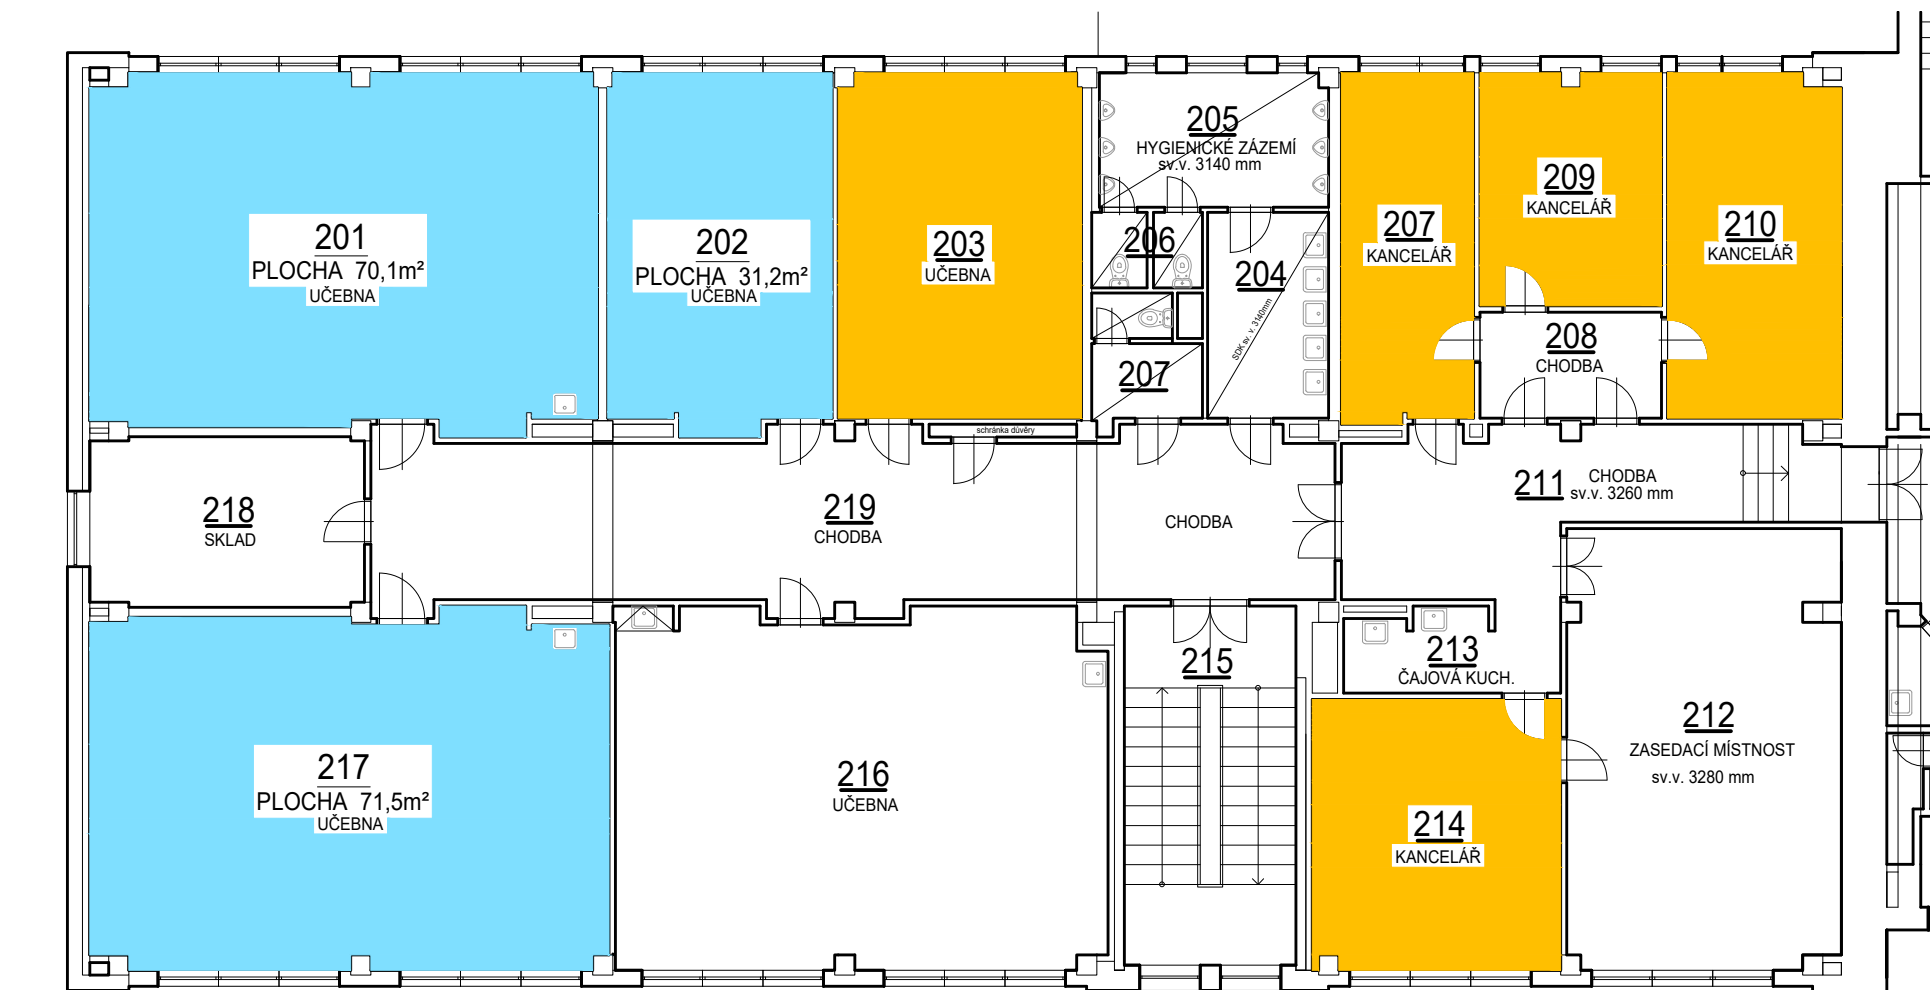 201
PLOCHA 70,1m²
UČEBNA
202
PLOCHA 31,2m²
UČEBNA
203
UČEBNA
205
HYGIENICKÉ ZÁZEMÍ
sv.v. 3140 mm
206
204
SDK sv. v. 3140mm
207
207
KANCELÁŘ
209
KANCELÁŘ
210
KANCELÁŘ
208
CHODBA
schránka důvěry
218
SKLAD
219
CHODBA
CHODBA
211
CHODBA
sv.v. 3260 mm
217
PLOCHA 71,5m²
UČEBNA
216
UČEBNA
215
213
ČAJOVÁ KUCH.
214
KANCELÁŘ
212
ZASEDACÍ MÍSTNOST
sv.v. 3280 mm